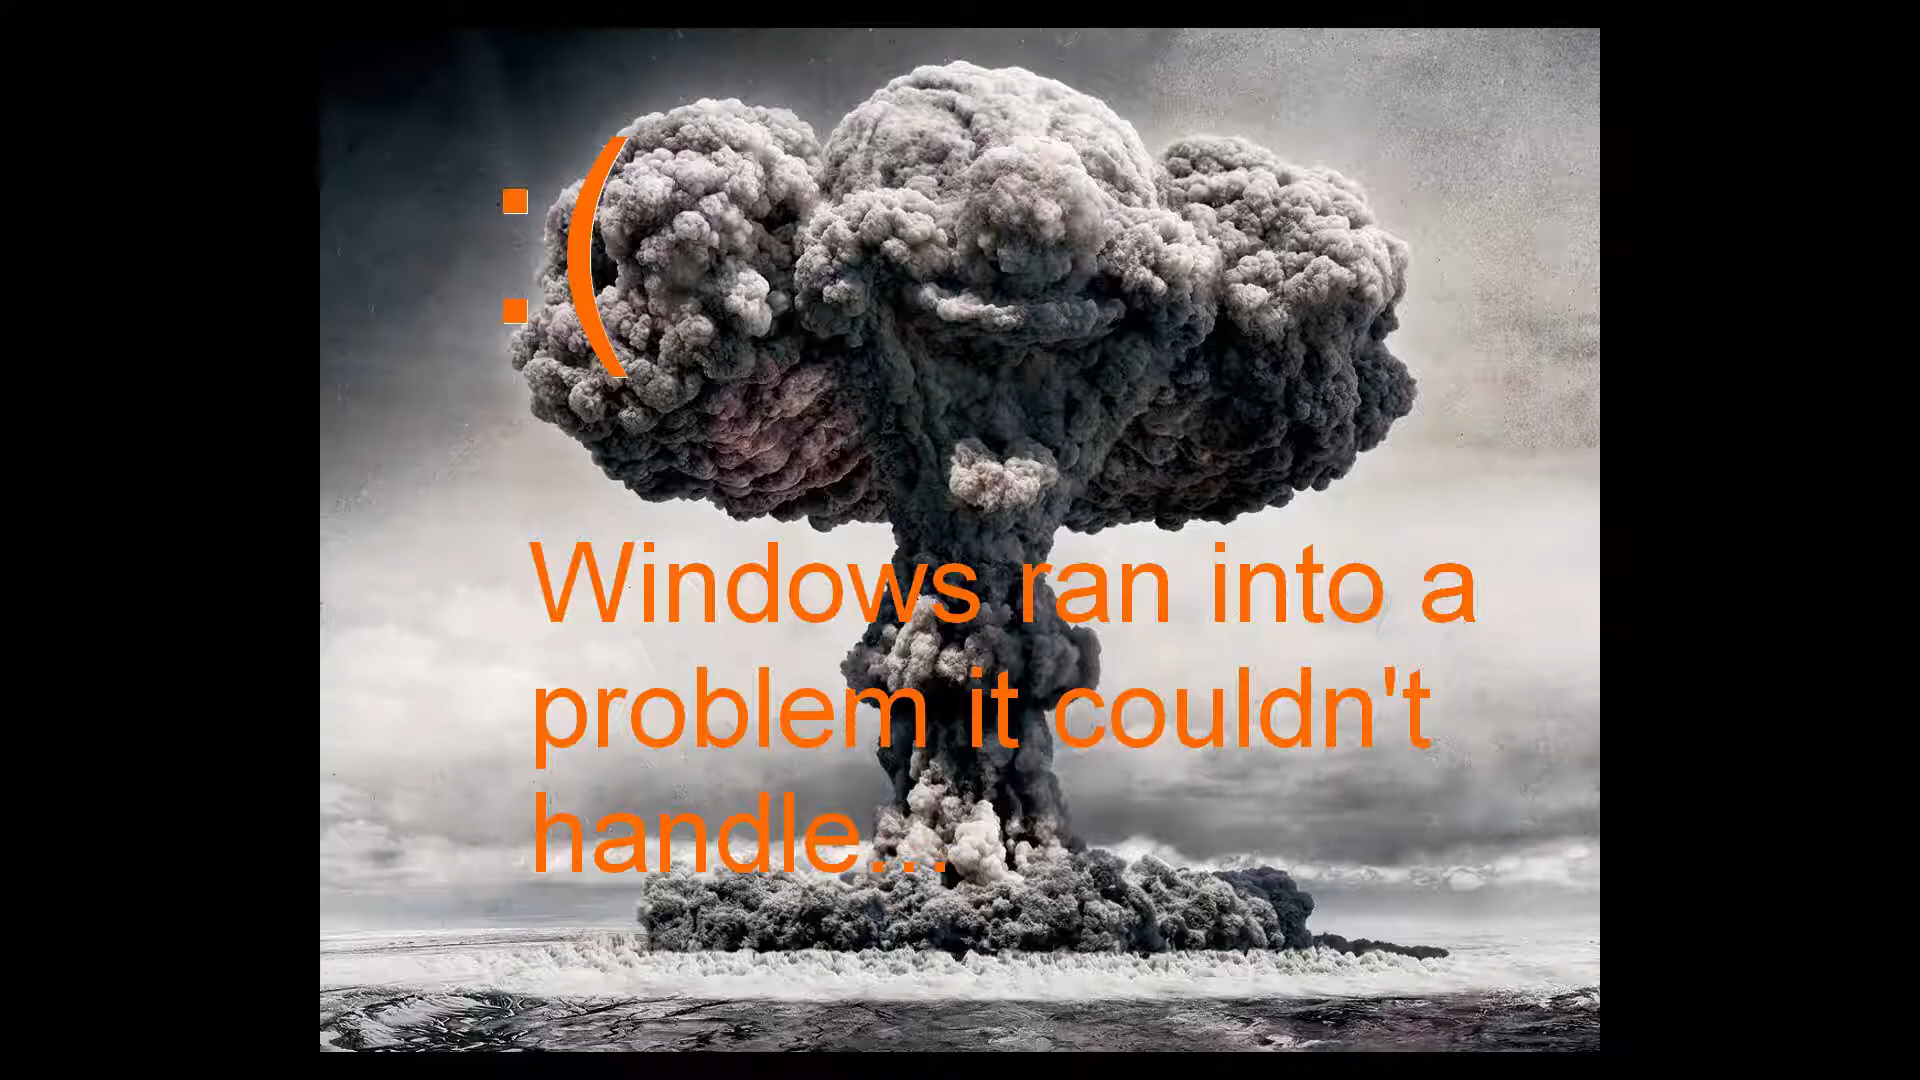 :(
Windows ran into a
problem it couldn't
handle...